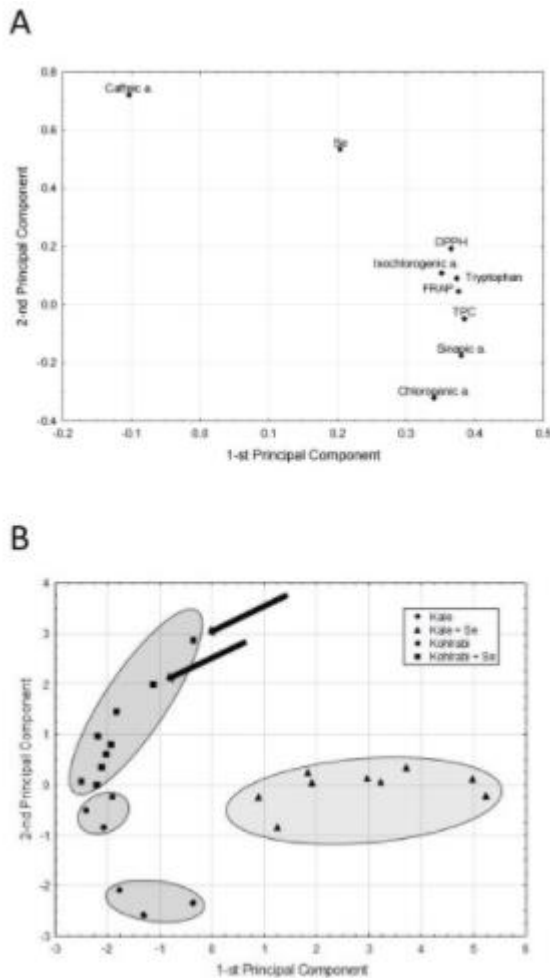 A
0.8
0.6
0.4
0.2
0.0
-0.2
-0.4
2-nd Principal Component
Caffeic a.
Se
DPPH
Isochlorogenic a.
Tryptophan
FRAP
TPC
Sinapic a.
Chlorogenic a.
-0.2 -0.1 0.0 0.1 0.2 0.3 0.4 0.5
1-st Principal Component
B
4
3
2
1
0
-1
-2
-3
2-nd Principal Component
Kale
Kale + Se
Kohlrabi
Kohlrabi + Se
-3 -2 -1 0 1 2 3 4 5 6
1-st Principal Component